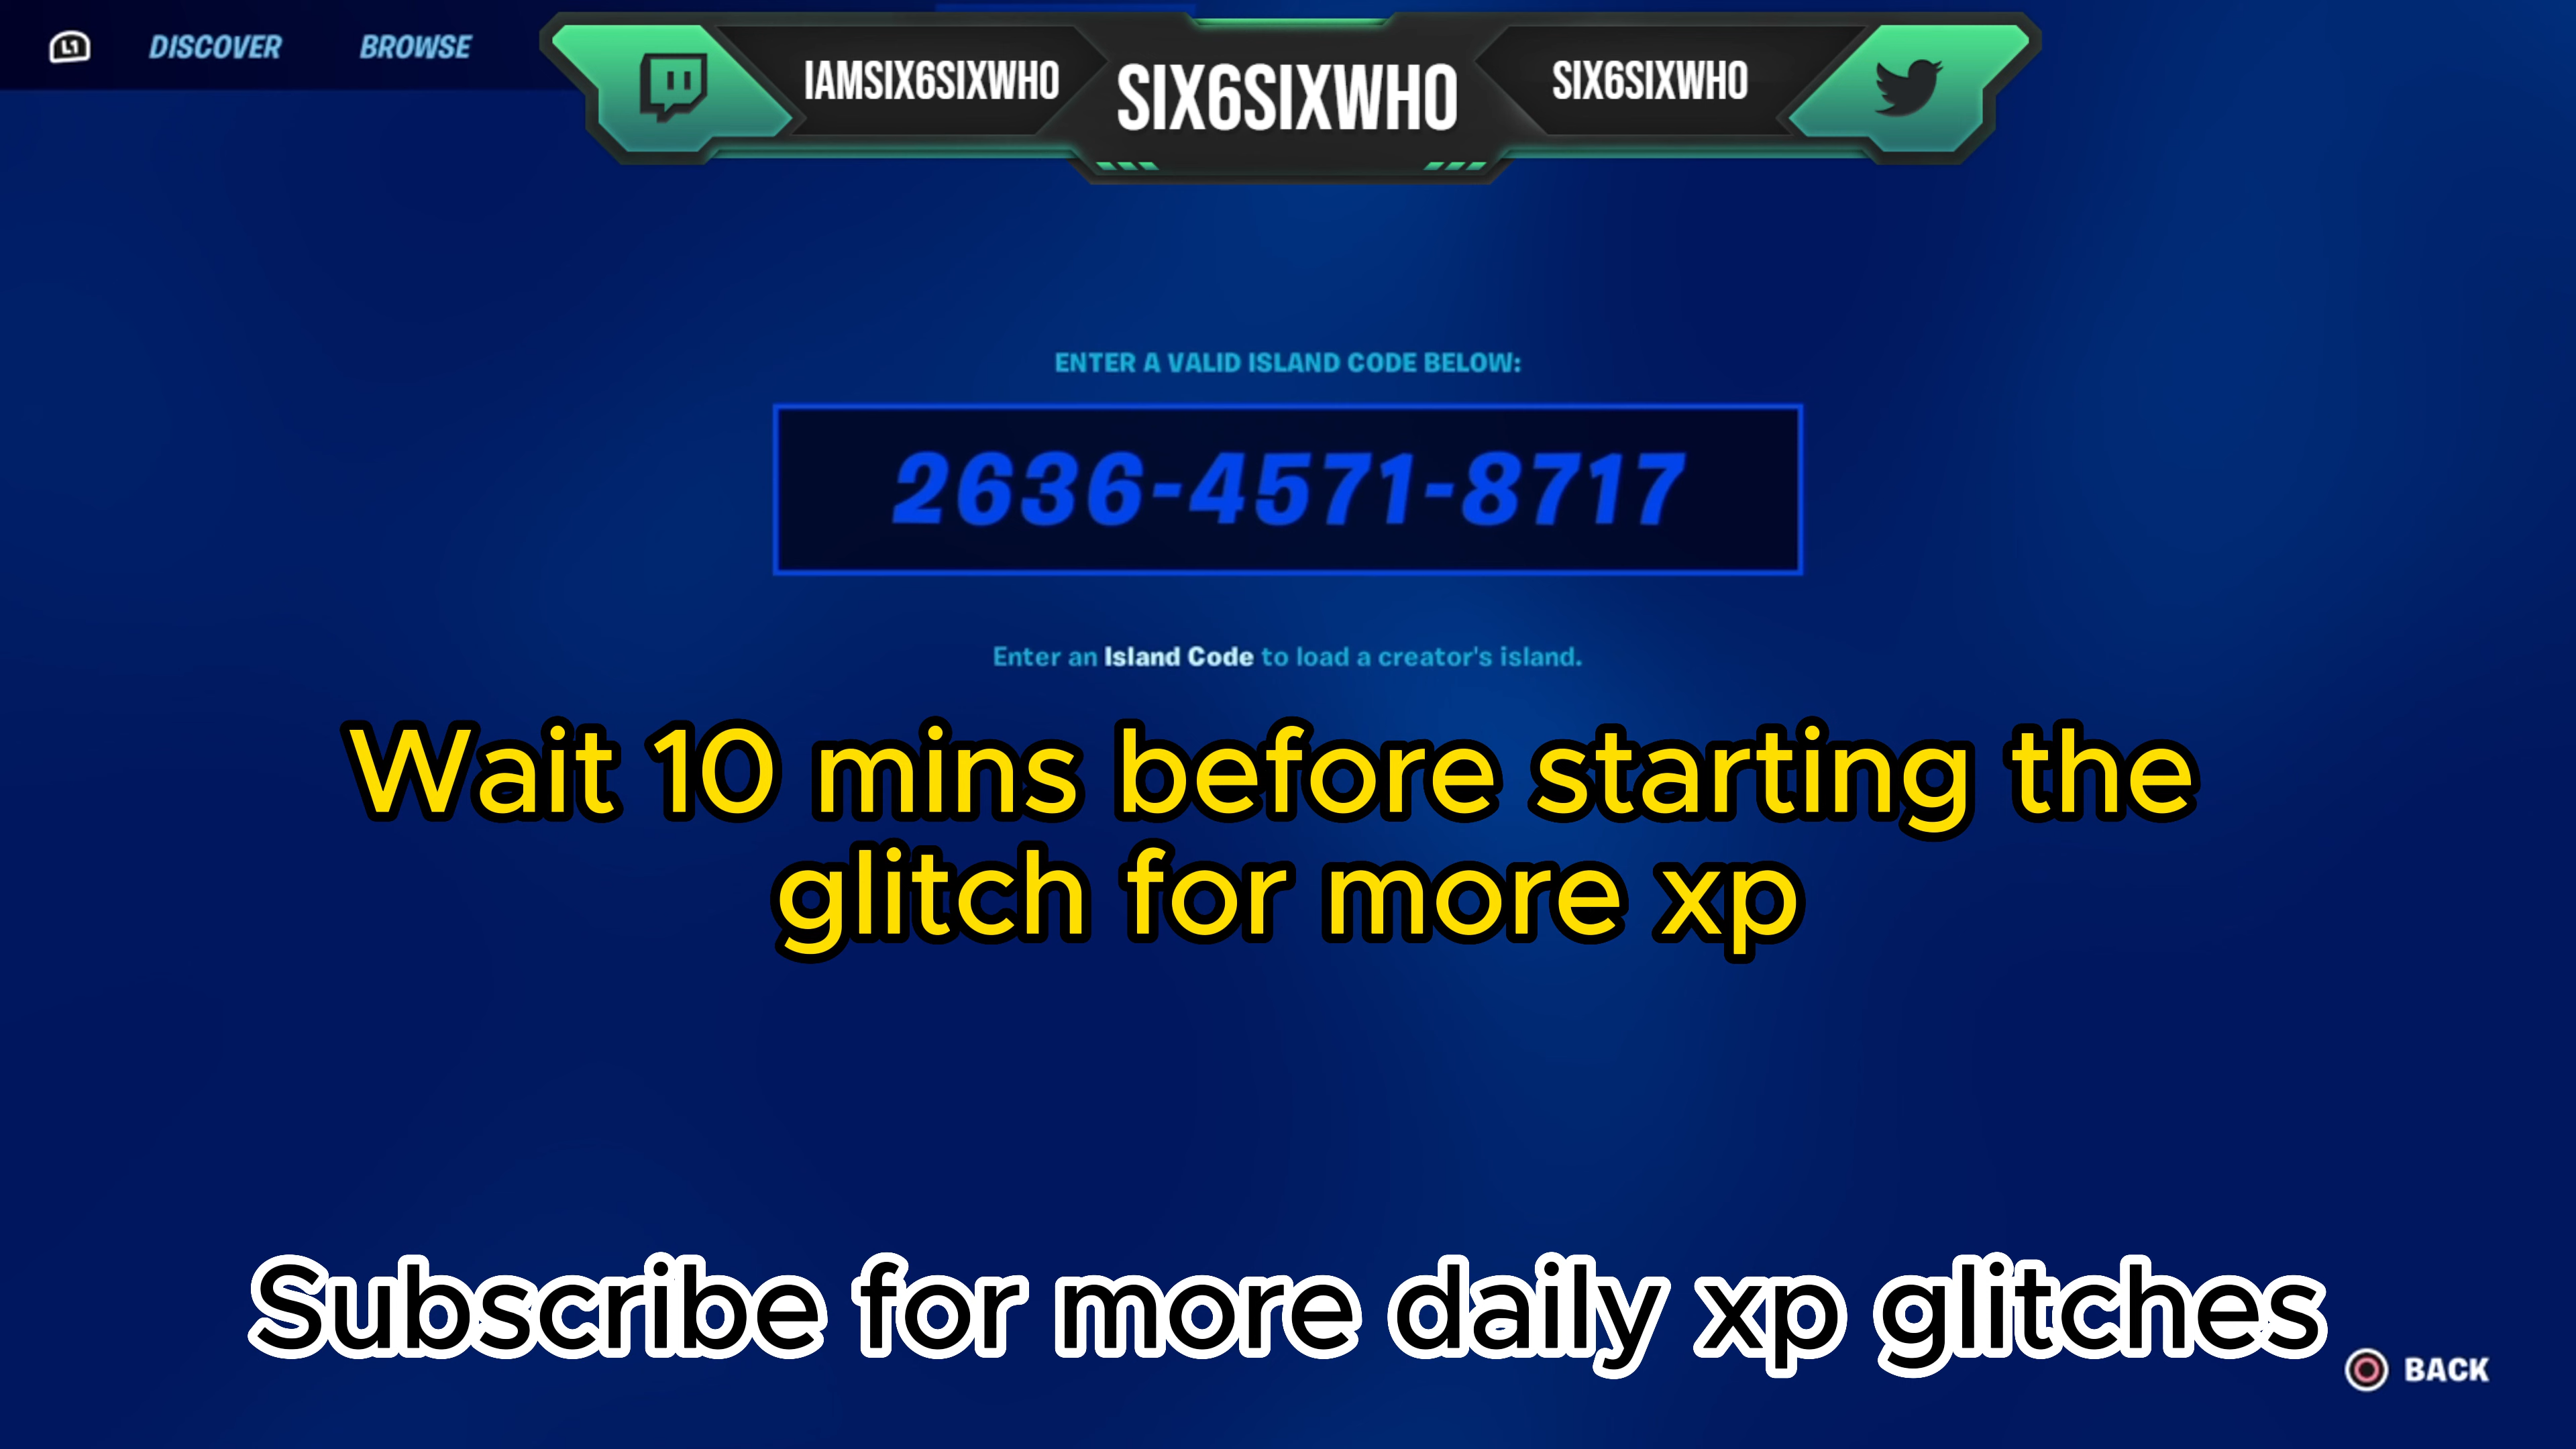 L1 DISCOVER BROWSE
IAMSIX6SIXWHO SIX6SIXWHO SIX6SIXWHO
ENTER A VALID ISLAND CODE BELOW:
2636-4571-8717
Enter an Island Code to load a creator's island.
Wait 10 mins before starting the
glitch for more xp
Subscribe for more daily xp glitches
BACK